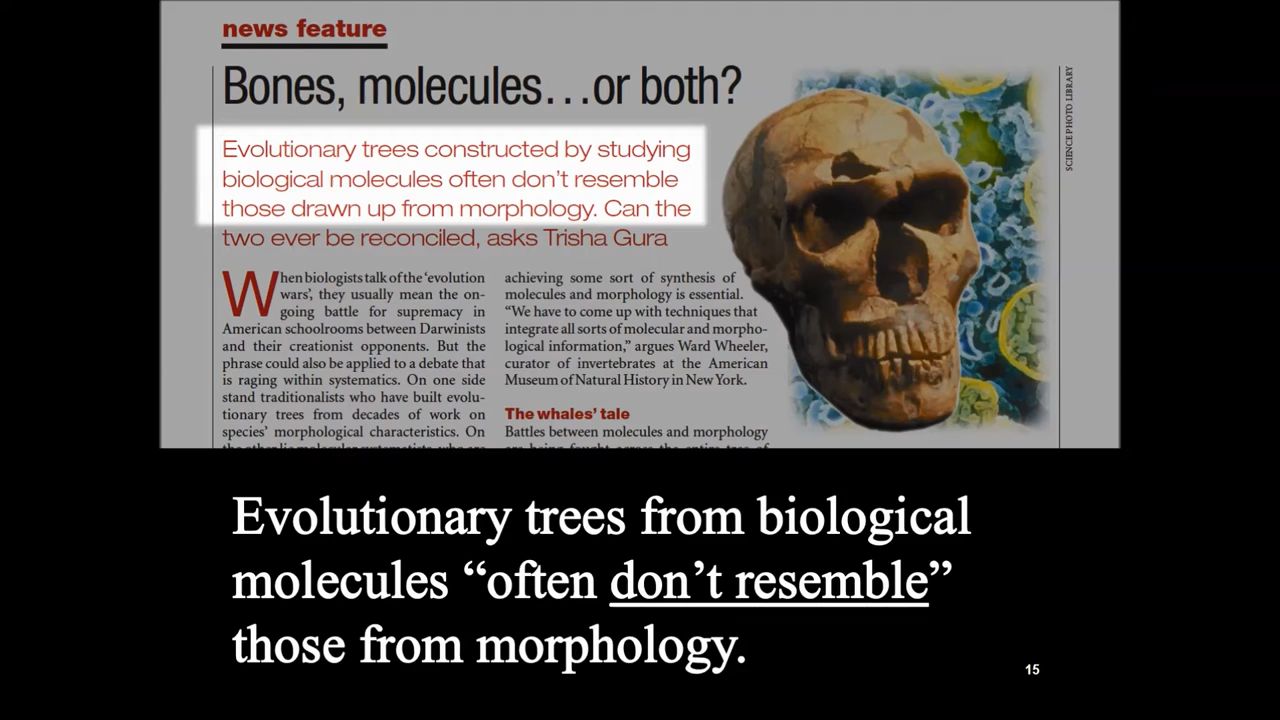 news feature
Bones, molecules…or both?
Evolutionary trees constructed by studying
biological molecules often don't resemble
those drawn up from morphology. Can the
two ever be reconciled, asks Trisha Gura
When biologists talk of the 'evolution
wars', they usually mean the on-
going battle for supremacy in
American schoolrooms between Darwinists
and their creationist opponents. But the
phrase could also be applied to a debate that
is raging within systematics. On one side
stand traditionalists who have built evolu-
tionary trees from decades of work on
species' morphological characteristics. On
achieving some sort of synthesis of
molecules and morphology is essential.
"We have to come up with techniques that
integrate all sorts of molecular and morpho-
logical information," argues Ward Wheeler,
curator of invertebrates at the American
Museum of Natural History in New York.
The whales' tale
Battles between molecules and morphology
SCIENCE PHOTO LIBRARY
Evolutionary trees from biological
molecules “often don’t resemble”
those from morphology.
15